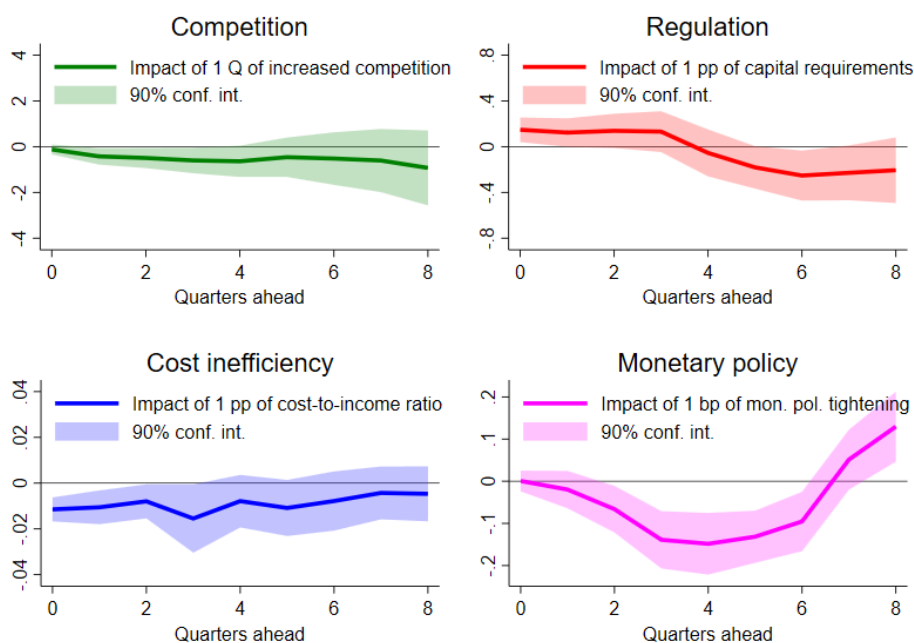 Competition
Impact of 1 Q of increased competition
90% conf. int.
4
2
0
-2
-4
0 2 4 6 8
Quarters ahead
Regulation
Impact of 1 pp of capital requirements
90% conf. int.
.8
.4
0
-.4
-.8
0 2 4 6 8
Quarters ahead
Cost inefficiency
Impact of 1 pp of cost-to-income ratio
90% conf. int.
.04
.02
0
-.02
-.04
0 2 4 6 8
Quarters ahead
Monetary policy
Impact of 1 bp of mon. pol. tightening
90% conf. int.
.2
.1
0
-.1
-.2
0 2 4 6 8
Quarters ahead